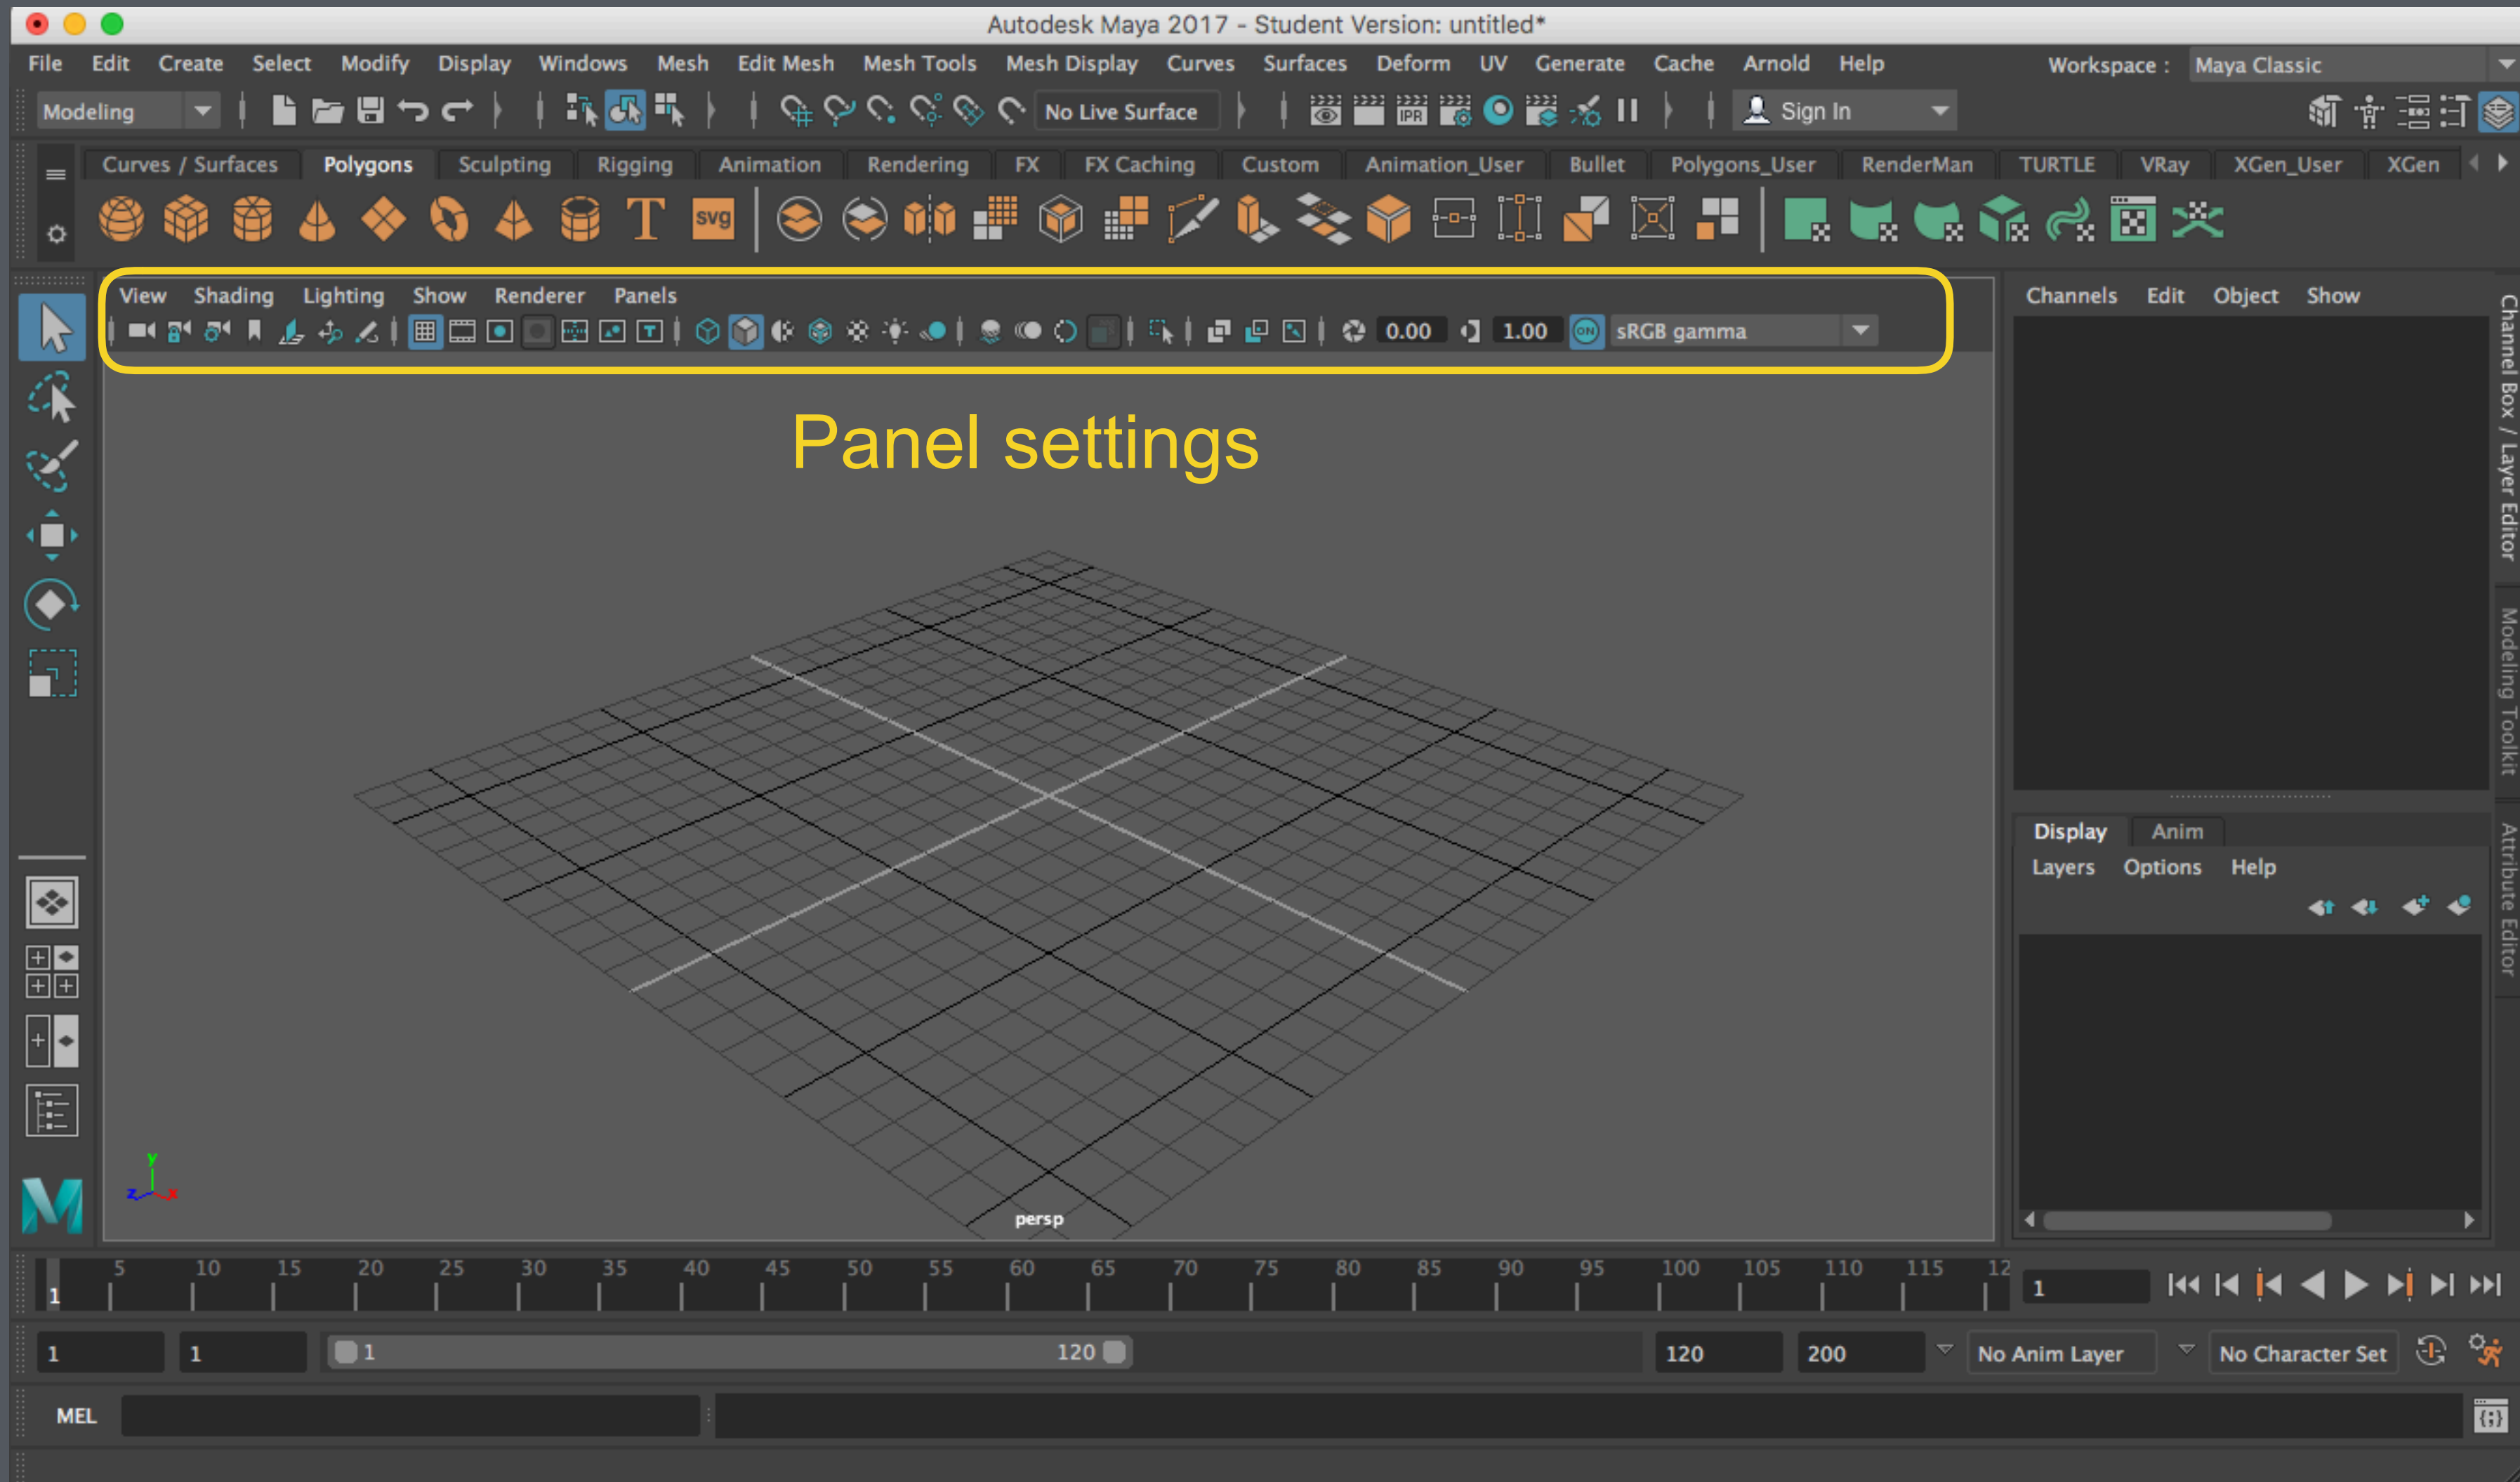 Autodesk Maya 2017 - Student Version: untitled*
File Edit Create Select Modify Display Windows Mesh Edit Mesh Mesh Tools Mesh Display Curves Surfaces Deform UV Generate Cache Arnold Help Workspace : Maya Classic
Modeling No Live Surface IPR Sign In
Curves / Surfaces Polygons Sculpting Rigging Animation Rendering FX FX Caching Custom Animation_User Bullet Polygons_User RenderMan TURTLE VRay XGen_User XGen
T svg
View Shading Lighting Show Renderer Panels
T 0.00 1.00 ON sRGB gamma
Panel settings
Channels Edit Object Show
Channel Box / Layer Editor
Modeling Toolkit
Attribute Editor
Display Anim
Layers Options Help
y
z x
persp
5 10 15 20 25 30 35 40 45 50 55 60 65 70 75 80 85 90 95 100 105 110 115 12
1 1
1 1 1 120 120 200 No Anim Layer No Character Set
MEL {;}